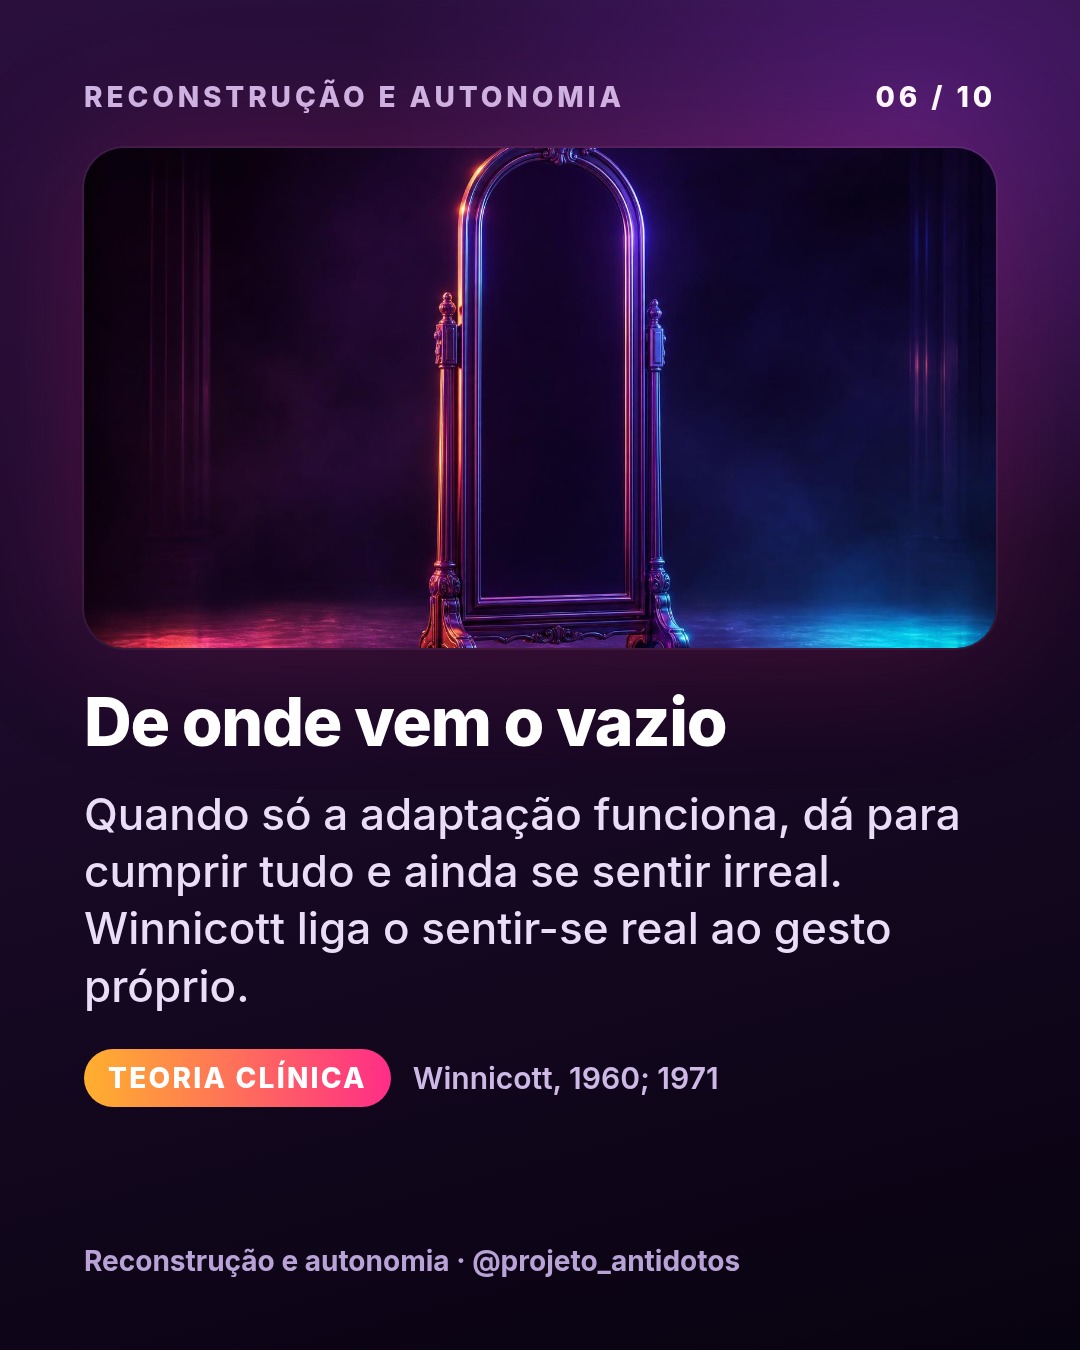 RECONSTRUÇÃO E AUTONOMIA
06 / 10
De onde vem o vazio
Quando só a adaptação funciona, dá para
cumprir tudo e ainda se sentir irreal.
Winnicott liga o sentir-se real ao gesto
próprio.
TEORIA CLÍNICA
Winnicott, 1960; 1971
Reconstrução e autonomia · @projeto_antidotos